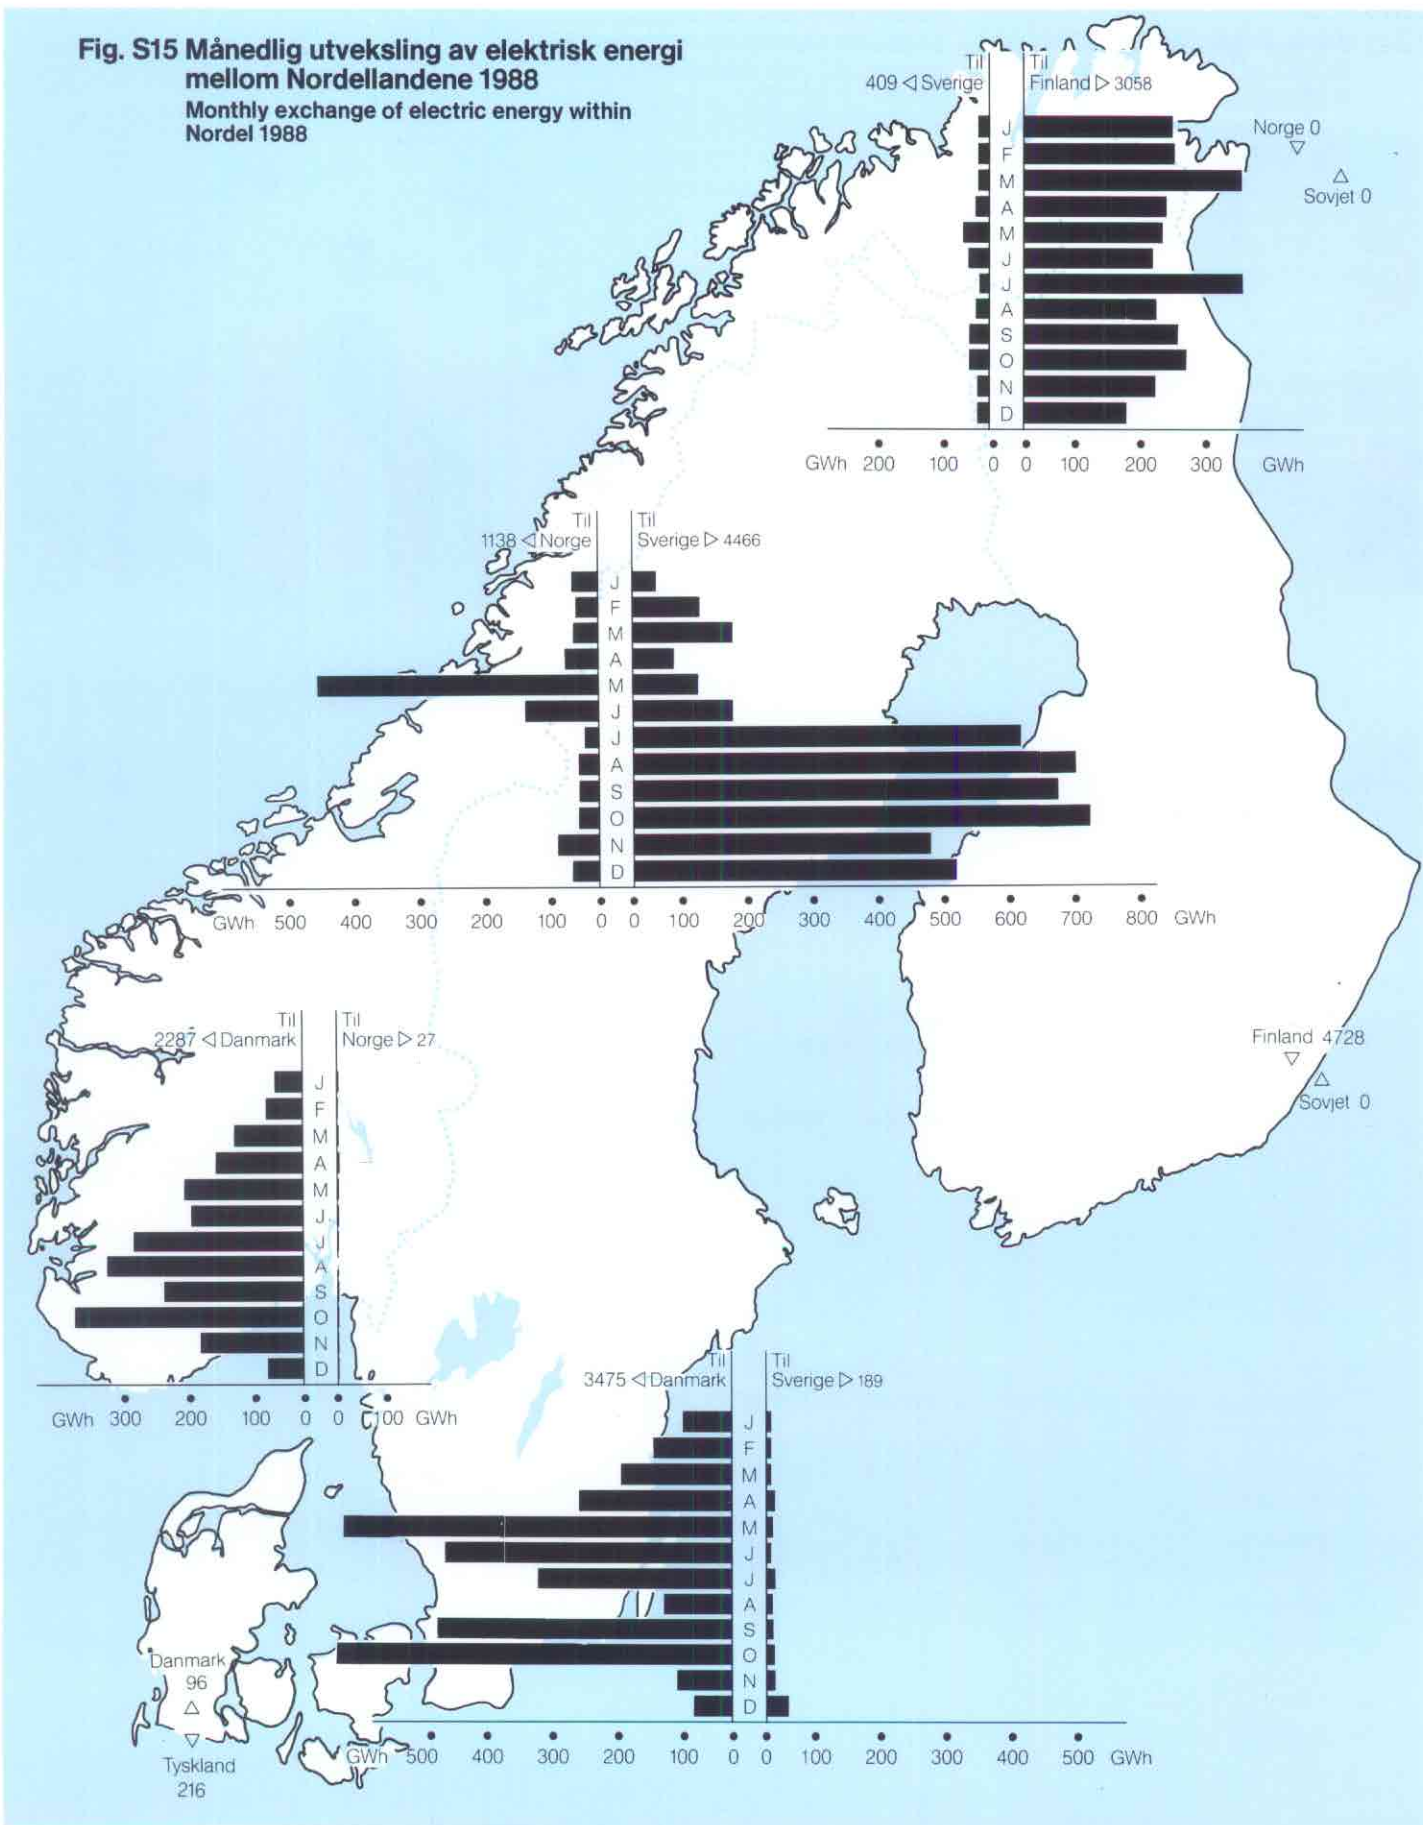 Fig. S15 Månedlig utveksling av elektrisk energi
mellom Nordellandene 1988
Monthly exchange of electric energy within
Nordel 1988
Til
409 ◁ Sverige
Til
Finland ▷ 3058
J
F
M
A
M
J
J
A
S
O
N
D
GWh 200 100 0 0 100 200 300 GWh
Norge 0
▽
△
Sovjet 0
Til
1138 ◁ Norge
Til
Sverige ▷ 4466
J
F
M
A
M
J
J
A
S
O
N
D
GWh 500 400 300 200 100 0 0 100 200 300 400 500 600 700 800 GWh
Til
2287 ◁ Danmark
Til
Norge ▷ 27
J
F
M
A
M
J
J
A
S
O
N
D
GWh 300 200 100 0 0 100 GWh
Finland 4728
▽
△
Sovjet 0
Til
3475 ◁ Danmark
Til
Sverige ▷ 189
J
F
M
A
M
J
J
A
S
O
N
D
GWh 500 400 300 200 100 0 0 100 200 300 400 500 GWh
Danmark
96
△
▽
Tyskland
216